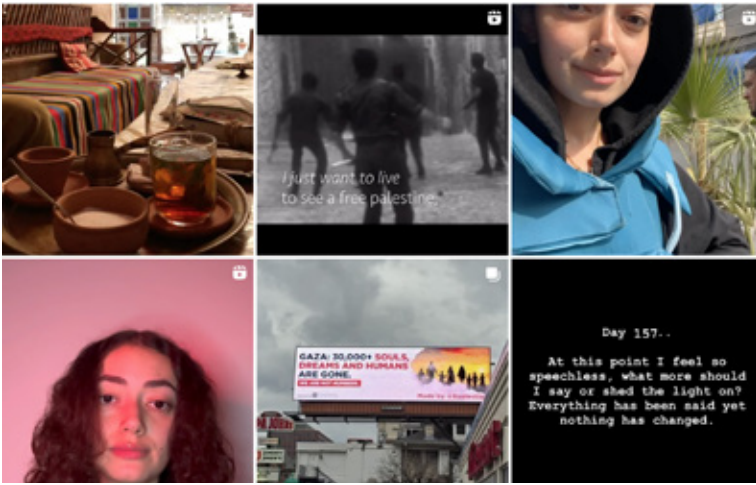 I just want to live
to see a free palestine,
GAZA: 30,000+ SOULS,
DREAMS AND HUMANS
ARE GONE.
WE ARE NOT NUMBERS
Day 157..
At this point I feel so
speechless, what more should
I say or shed the light on?
Everything has been said yet
nothing has changed.